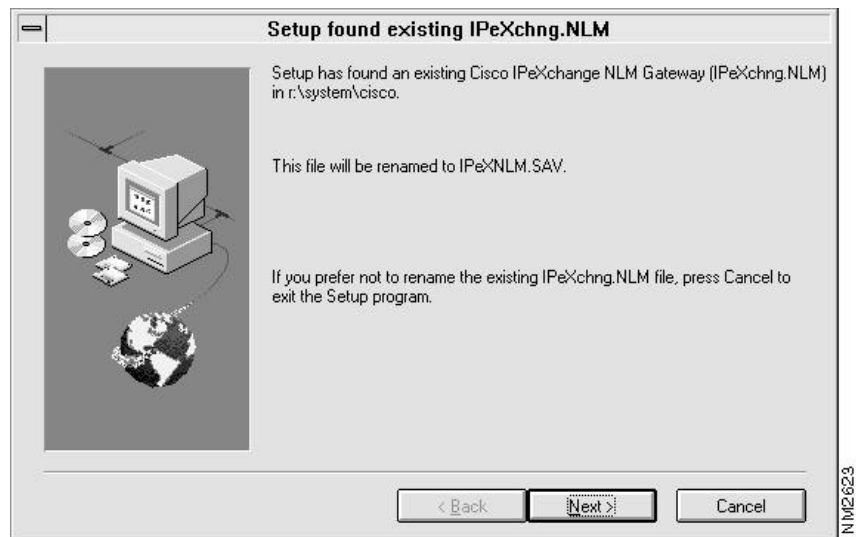 Setup found existing IPeXchng.NLM
Setup has found an existing Cisco IPeXchange NLM Gateway (IPeXchng.NLM)
in r:\system\cisco.
This file will be renamed to IPeXNLM.SAV.
If you prefer not to rename the existing IPeXchng.NLM file, press Cancel to
exit the Setup program.
< Back
Next >
Cancel
NM2623